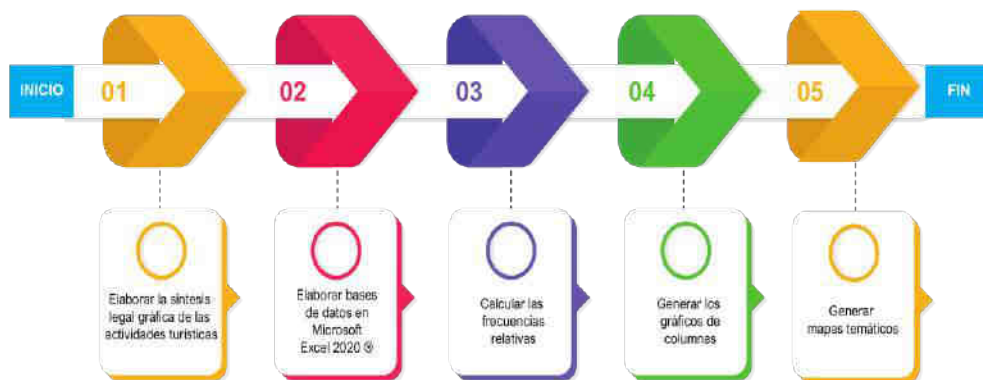 INICIO
01
02
03
04
05
FIN
Elaborar la síntesis
legal gráfica de las
actividades turísticas
Elaborar bases
de datos en
Microsoft
Excel 2020 ®
Calcular las
frecuencias
relativas
Generar los
gráficos de
columnas
Generar
mapas temáticos